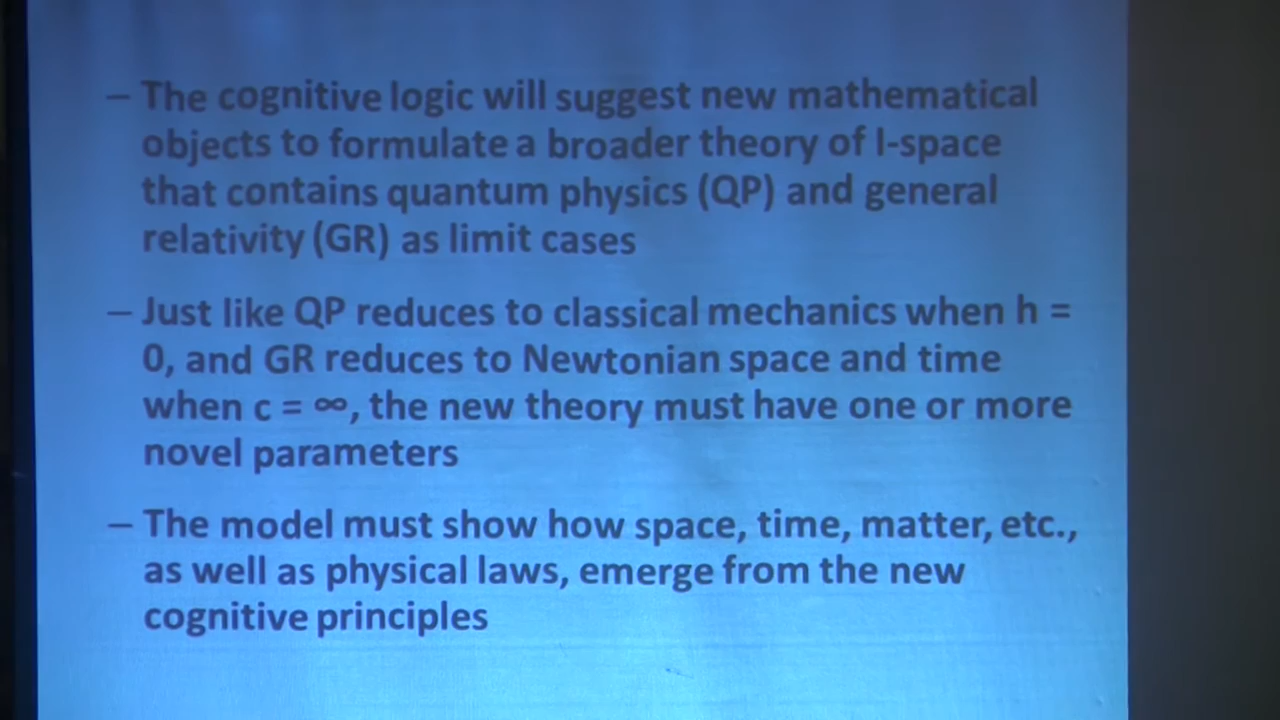 – The cognitive logic will suggest new mathematical
objects to formulate a broader theory of I-space
that contains quantum physics (QP) and general
relativity (GR) as limit cases
– Just like QP reduces to classical mechanics when h =
0, and GR reduces to Newtonian space and time
when c = ∞, the new theory must have one or more
novel parameters
– The model must show how space, time, matter, etc.,
as well as physical laws, emerge from the new
cognitive principles